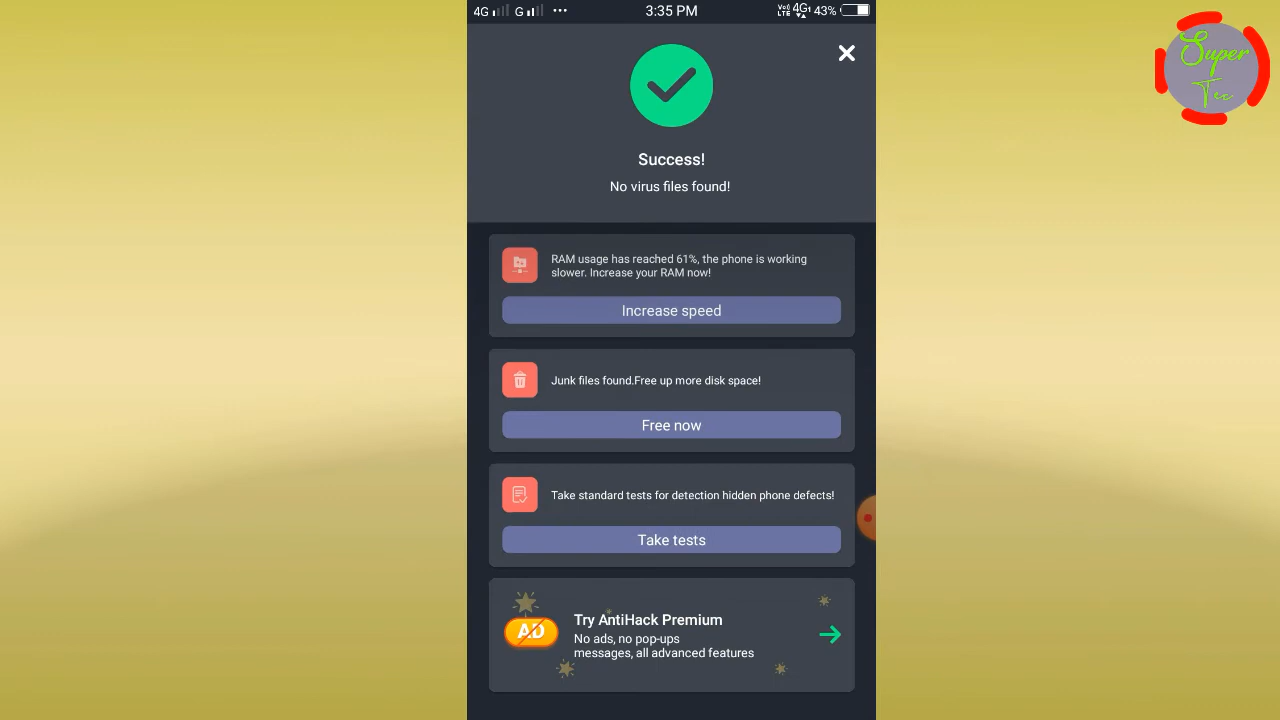 4G G ••• 3:35 PM VoLTE 4G 43%
Super
Tec
Success!
No virus files found!
RAM usage has reached 61%, the phone is working
slower. Increase your RAM now!
Increase speed
Junk files found.Free up more disk space!
Free now
Take standard tests for detection hidden phone defects!
Take tests
AD
Try AntiHack Premium
No ads, no pop-ups
messages, all advanced features